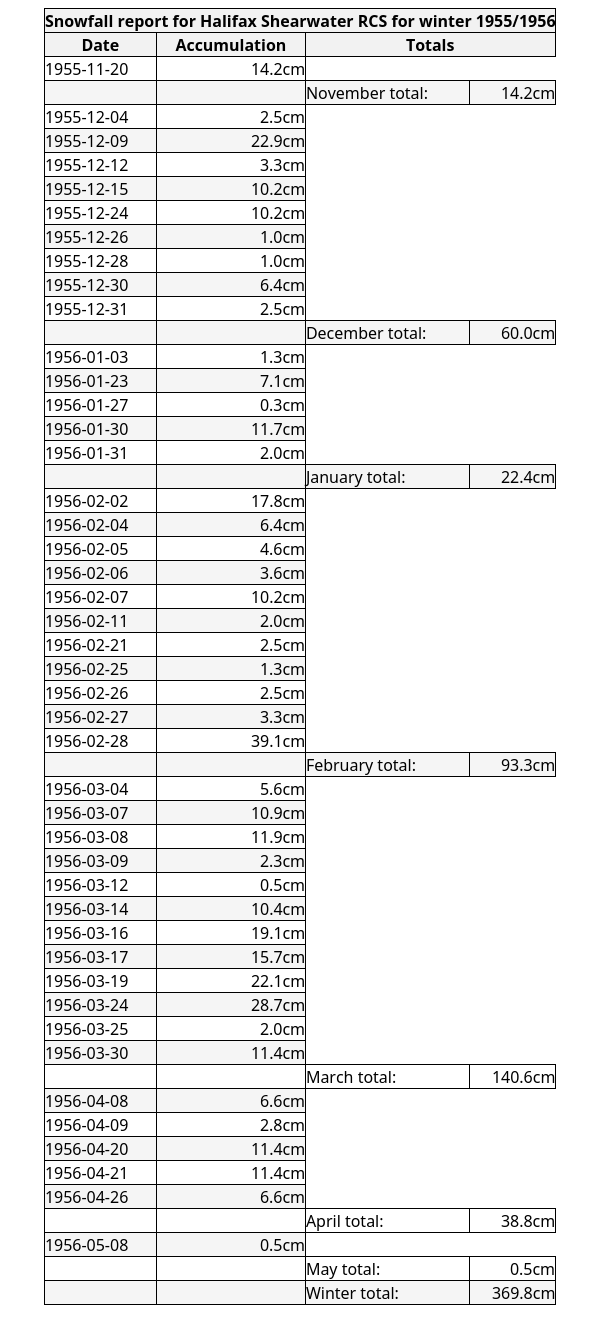 Snowfall report for Halifax Shearwater RCS for winter 1955/1956
Date Accumulation Totals
1955-11-20 14.2cm
November total: 14.2cm
1955-12-04 2.5cm
1955-12-09 22.9cm
1955-12-12 3.3cm
1955-12-15 10.2cm
1955-12-24 10.2cm
1955-12-26 1.0cm
1955-12-28 1.0cm
1955-12-30 6.4cm
1955-12-31 2.5cm
December total: 60.0cm
1956-01-03 1.3cm
1956-01-23 7.1cm
1956-01-27 0.3cm
1956-01-30 11.7cm
1956-01-31 2.0cm
January total: 22.4cm
1956-02-02 17.8cm
1956-02-04 6.4cm
1956-02-05 4.6cm
1956-02-06 3.6cm
1956-02-07 10.2cm
1956-02-11 2.0cm
1956-02-21 2.5cm
1956-02-25 1.3cm
1956-02-26 2.5cm
1956-02-27 3.3cm
1956-02-28 39.1cm
February total: 93.3cm
1956-03-04 5.6cm
1956-03-07 10.9cm
1956-03-08 11.9cm
1956-03-09 2.3cm
1956-03-12 0.5cm
1956-03-14 10.4cm
1956-03-16 19.1cm
1956-03-17 15.7cm
1956-03-19 22.1cm
1956-03-24 28.7cm
1956-03-25 2.0cm
1956-03-30 11.4cm
March total: 140.6cm
1956-04-08 6.6cm
1956-04-09 2.8cm
1956-04-20 11.4cm
1956-04-21 11.4cm
1956-04-26 6.6cm
April total: 38.8cm
1956-05-08 0.5cm
May total: 0.5cm
Winter total: 369.8cm